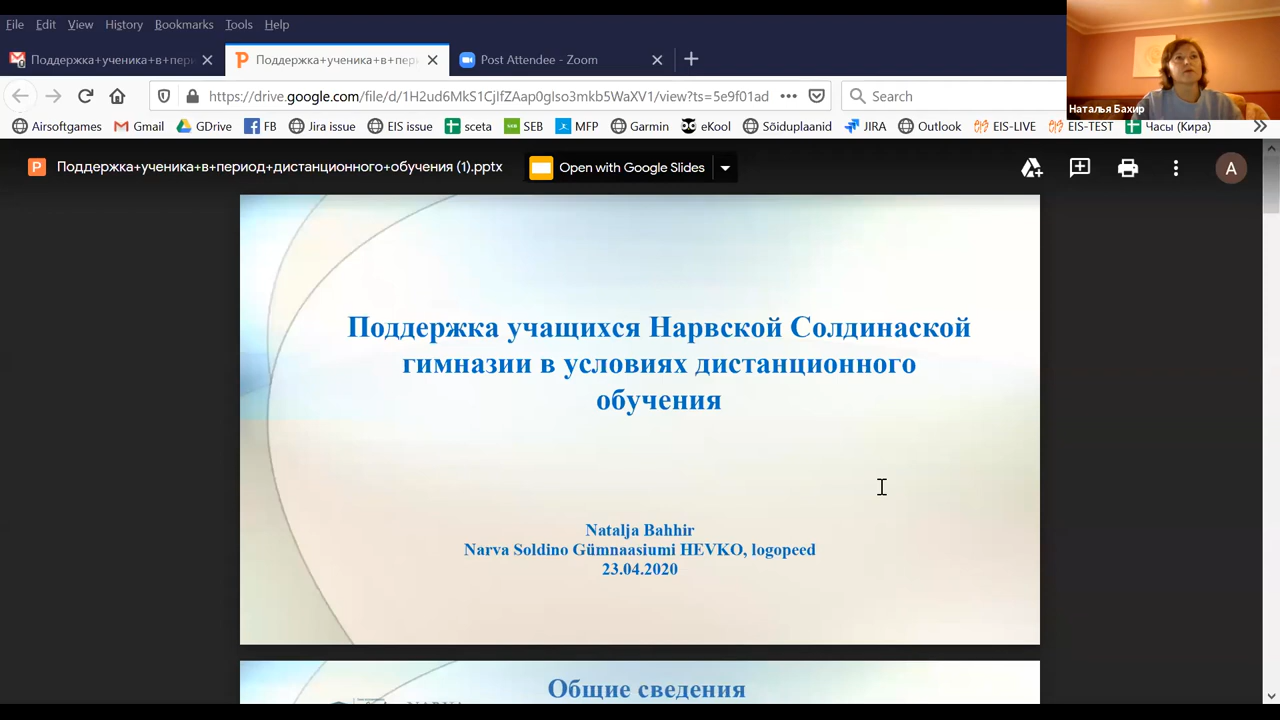 File Edit View History Bookmarks Tools Help
Поддержка+ученика+в+пери
Поддержка+ученика+в+пер
Post Attendee - Zoom
https://drive.google.com/file/d/1H2ud6MkS1CjlfZAap0glso3mkb5WaXV1/view?ts=5e9f01ad
Search
Наталья Бахир
Airsoftgames Gmail GDrive FB Jira issue EIS issue sceta SEB MFP Garmin eKool Sõiduplaanid JIRA Outlook EIS-LIVE EIS-TEST Часы (Кира)
Поддержка+ученика+в+период+дистанционного+обучения (1).pptx
Open with Google Slides
A
Поддержка учащихся Нарвской Солдинаской
гимназии в условиях дистанционного
обучения
Natalja Bahhir
Narva Soldino Gümnaasiumi HEVKO, logopeed
23.04.2020
Общие сведения